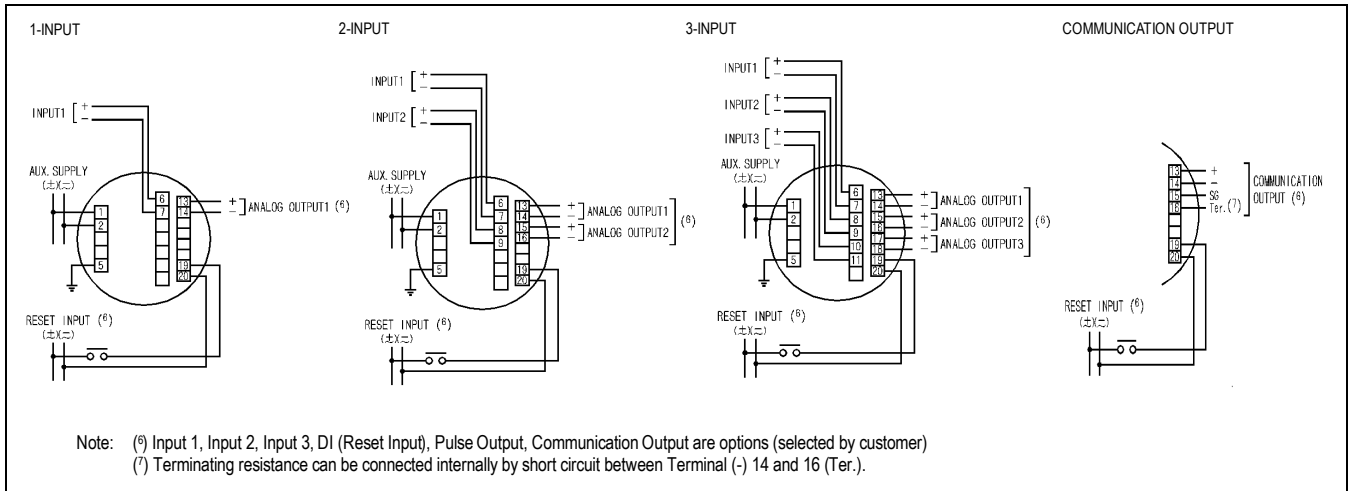 1-INPUT
INPUT1 [ +
−
AUX. SUPPLY
(±)(≂)
1
2
5
6
7
13
14
19
20
+
− ] ANALOG OUTPUT1 (6)
RESET INPUT (6)
(±)(≂)
2-INPUT
INPUT1 [ +
−
INPUT2 [ +
−
AUX. SUPPLY
(±)(≂)
1
2
5
6
7
8
9
13
14
15
16
19
20
+
− ] ANALOG OUTPUT1
+
− ] ANALOG OUTPUT2
(6)
RESET INPUT (6)
(±)(≂)
3-INPUT
INPUT1 [ +
−
INPUT2 [ +
−
INPUT3 [ +
−
AUX. SUPPLY
(±)(≂)
1
2
5
6
7
8
9
10
11
13
14
15
16
17
18
19
20
+
− ] ANALOG OUTPUT1
+
− ] ANALOG OUTPUT2
+
− ] ANALOG OUTPUT3
(6)
RESET INPUT (6)
(±)(≂)
COMMUNICATION OUTPUT
13
14
15
16
19
20
+
−
SG
Ter.(7)
COMMUNICATION
OUTPUT (6)
RESET INPUT (6)
(±)(≂)
Note: (6) Input 1, Input 2, Input 3, DI (Reset Input), Pulse Output, Communication Output are options (selected by customer)
(7) Terminating resistance can be connected internally by short circuit between Terminal (-) 14 and 16 (Ter.).